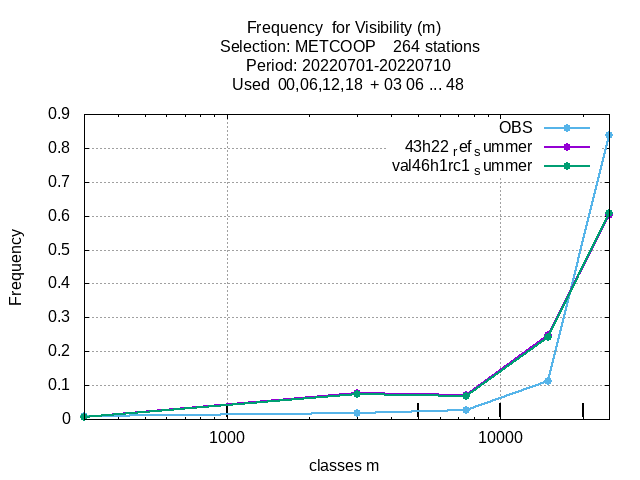 Frequency  for Visibility (m)
Selection: METCOOP    264 stations
Period: 20220701-20220710
Used  00,06,12,18  + 03 06 ... 48
OBS
43h22 ref summer
val46h1rc1 summer
0.9
0.8
0.7
0.6
0.5
0.4
0.3
0.2
0.1
0
Frequency
1000
10000
classes m